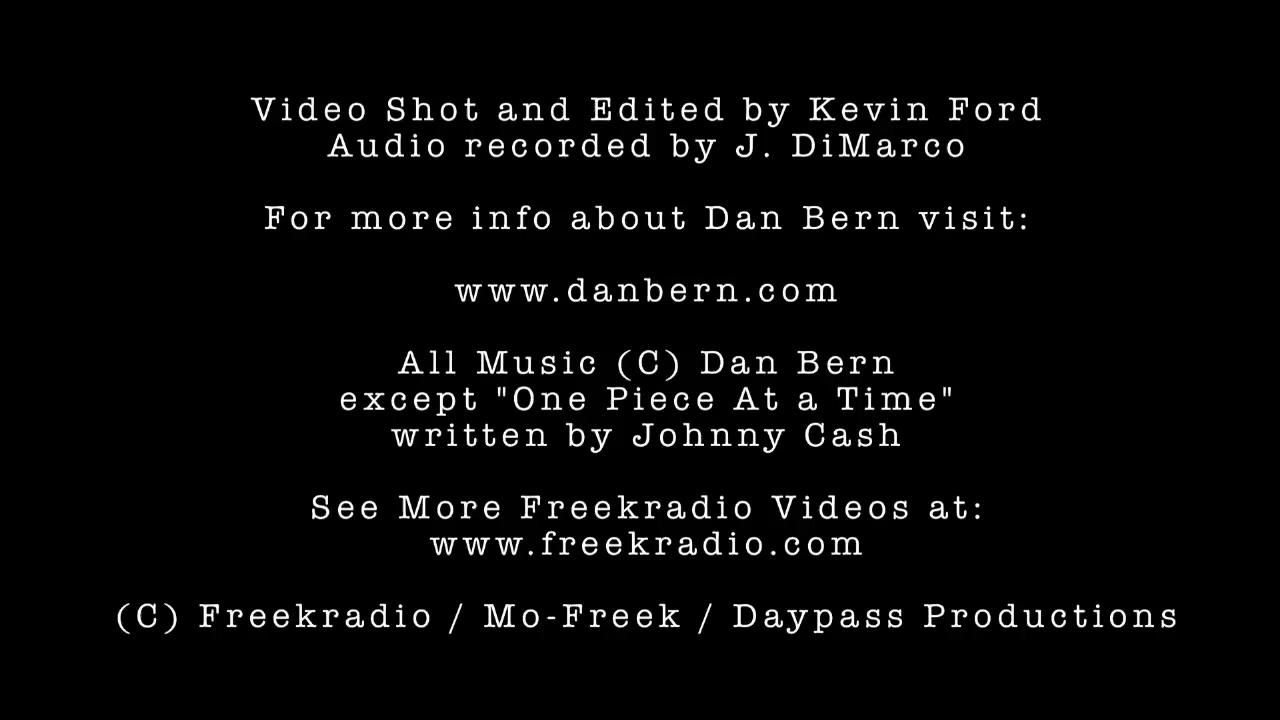 Video Shot and Edited by Kevin Ford
Audio recorded by J. DiMarco
For more info about Dan Bern visit:
www.danbern.com
All Music (C) Dan Bern
except "One Piece At a Time"
written by Johnny Cash
See More Freekradio Videos at:
www.freekradio.com
(C) Freekradio / Mo-Freek / Daypass Productions